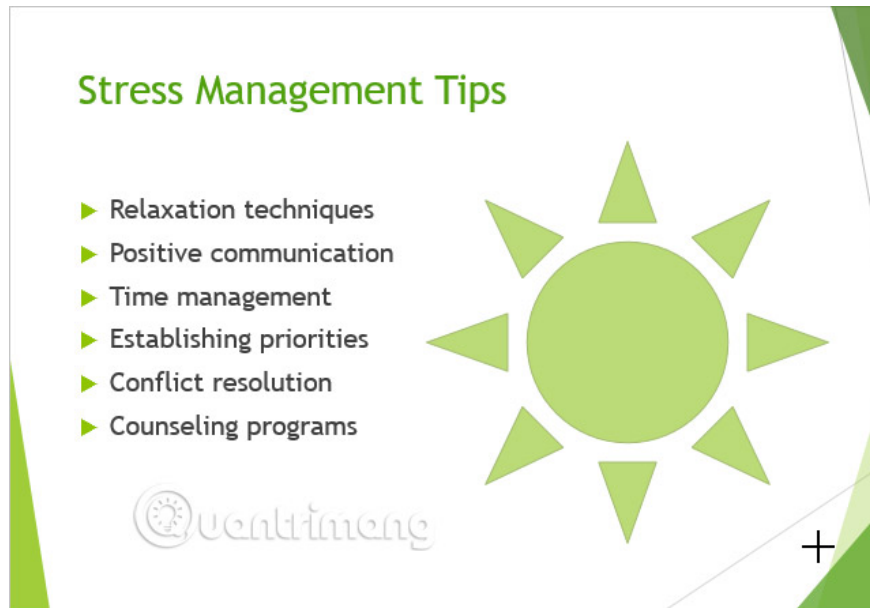 Stress Management Tips
Relaxation techniques
Positive communication
Time management
Establishing priorities
Conflict resolution
Counseling programs
Quantrimang